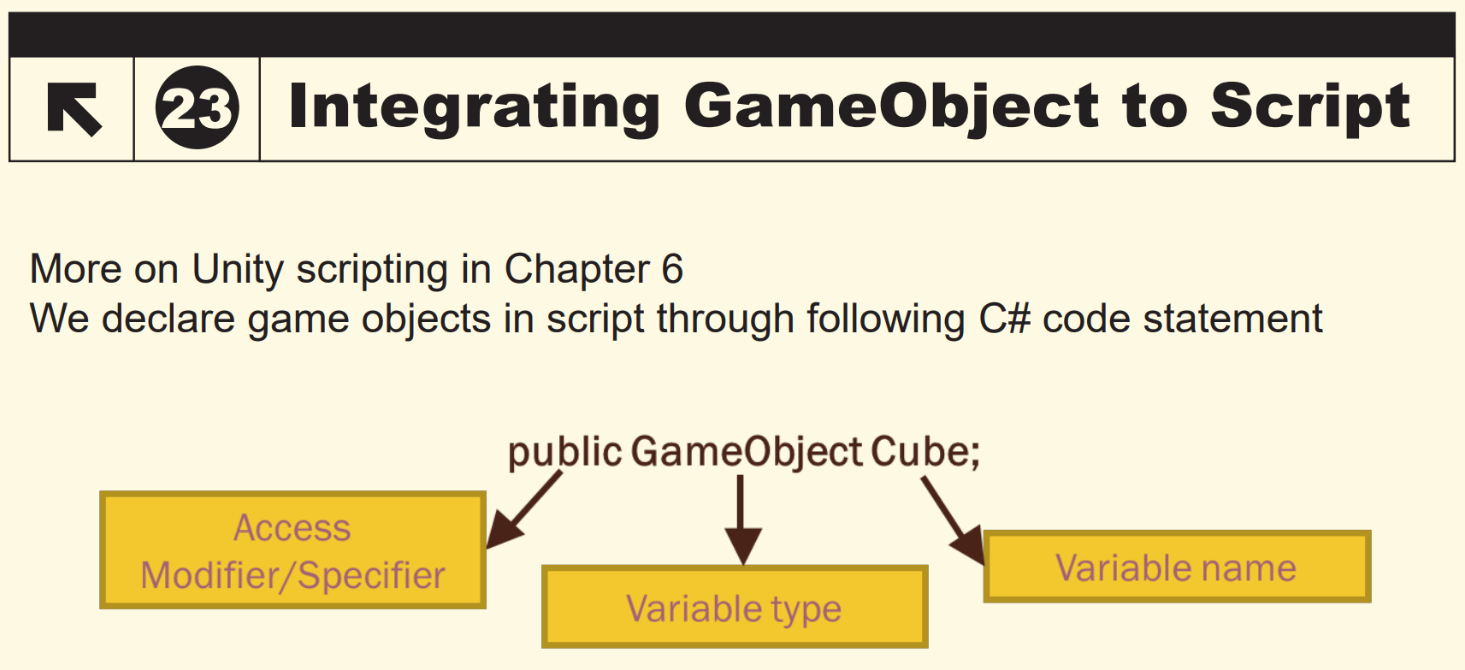 23 Integrating GameObject to Script
More on Unity scripting in Chapter 6
We declare game objects in script through following C# code statement
public GameObject Cube;
Access
Modifier/Specifier
Variable type
Variable name